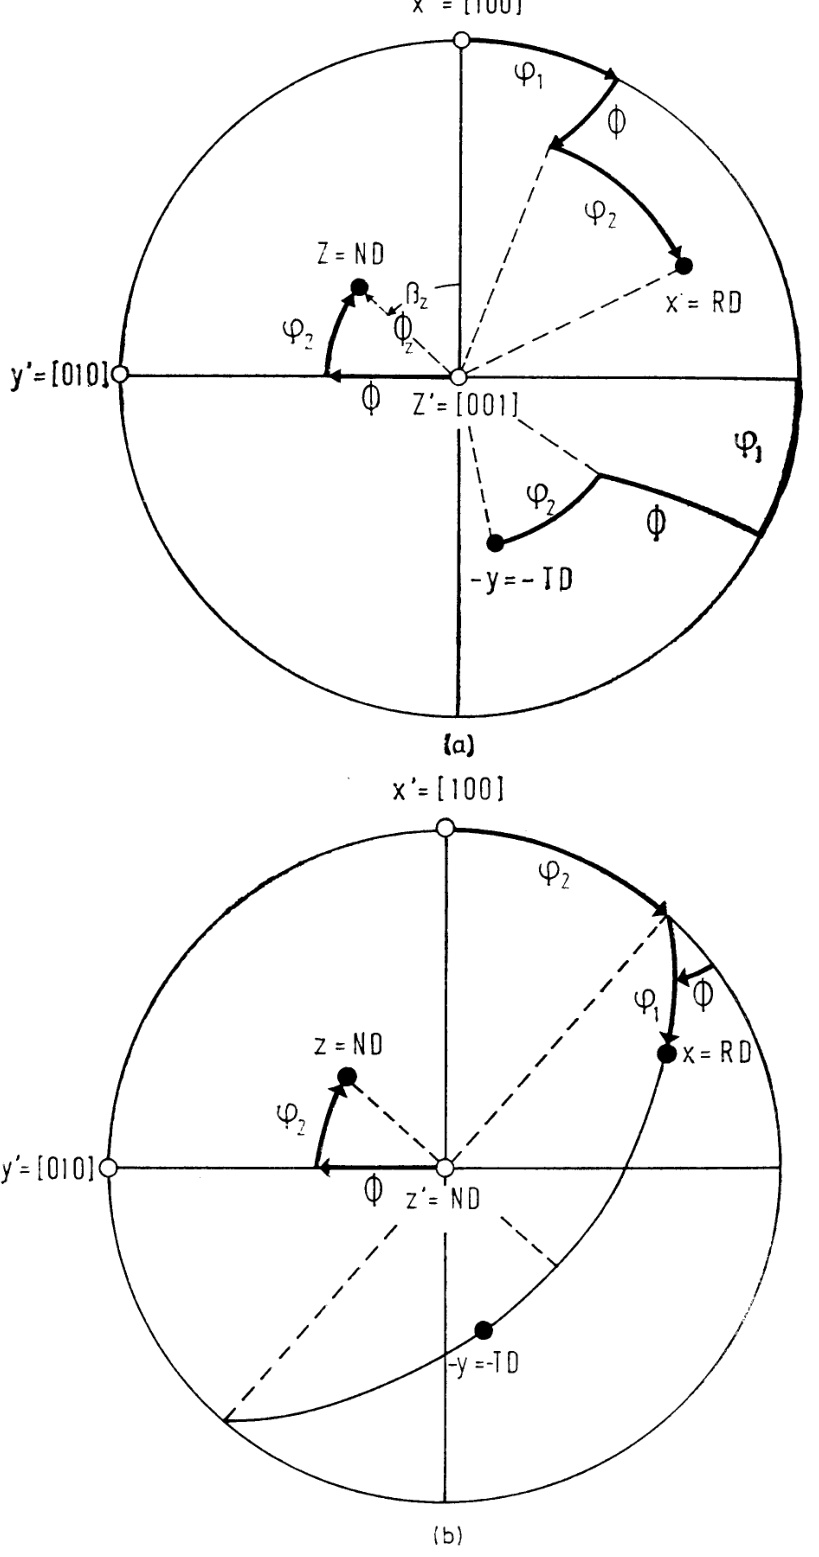 x' = [100]
φ1
ϕ
φ2
Z = ND
βz
x = RD
φ2
ϕz
y'=[010]
ϕ
Z'=[001]
φ1
φ2
ϕ
-y = - TD
(a)
x'=[100]
φ2
ϕ
φ1
z = ND
x = RD
φ2
y'=[010]
ϕ
z'= ND
-y =-TD
(b)